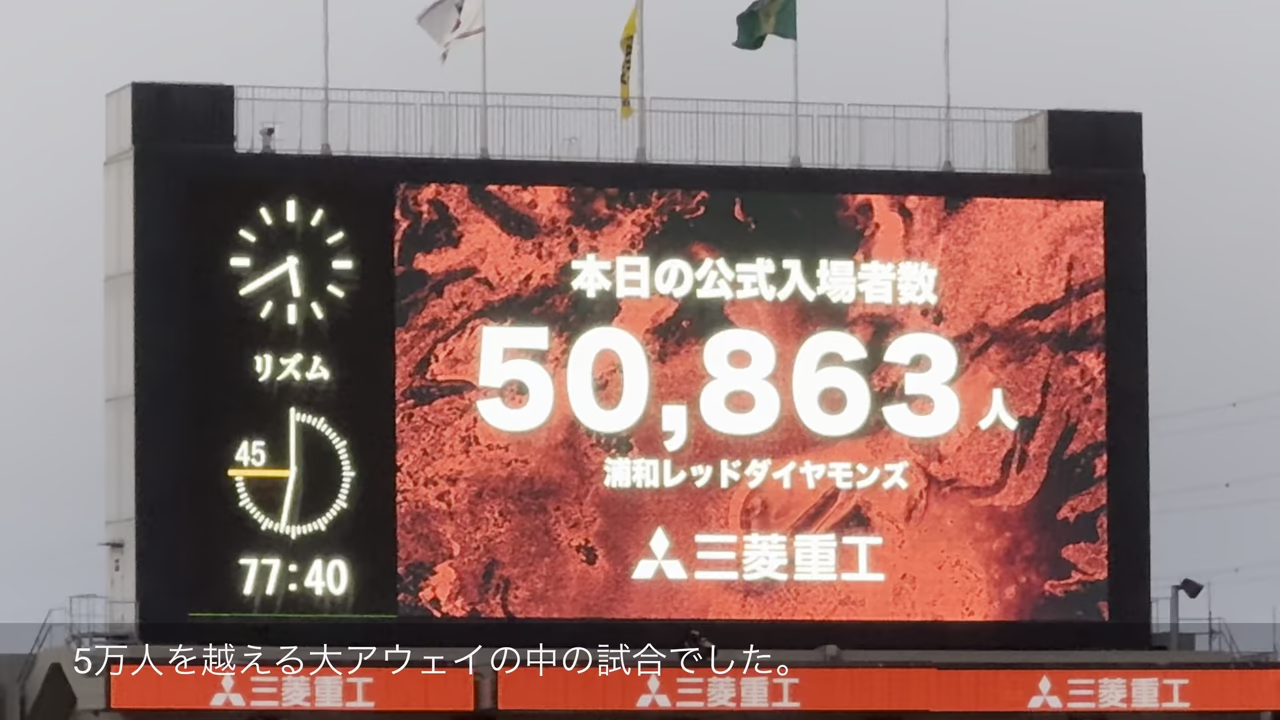 本日の公式入場者数
50,863人
浦和レッドダイヤモンズ
三菱重工
リズム
45
77:40
5万人を越える大アウェイの中の試合でした。
三菱重工
三菱重工
三菱重工